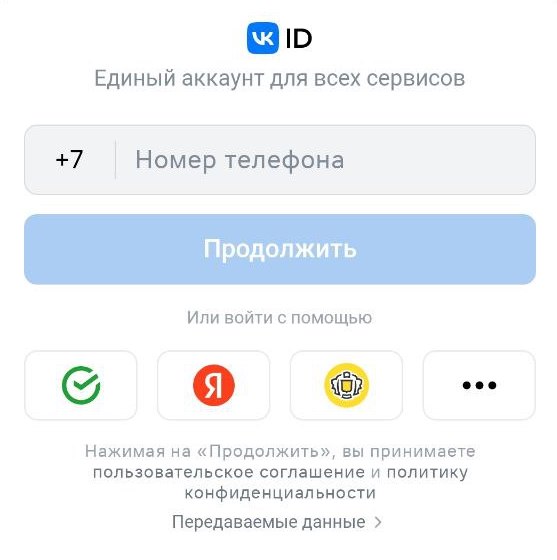 VK ID
Единый аккаунт для всех сервисов
+7 Номер телефона
Продолжить
Или войти с помощью
Я
Нажимая на «Продолжить», вы принимаете
пользовательское соглашение и политику
конфиденциальности
Передаваемые данные